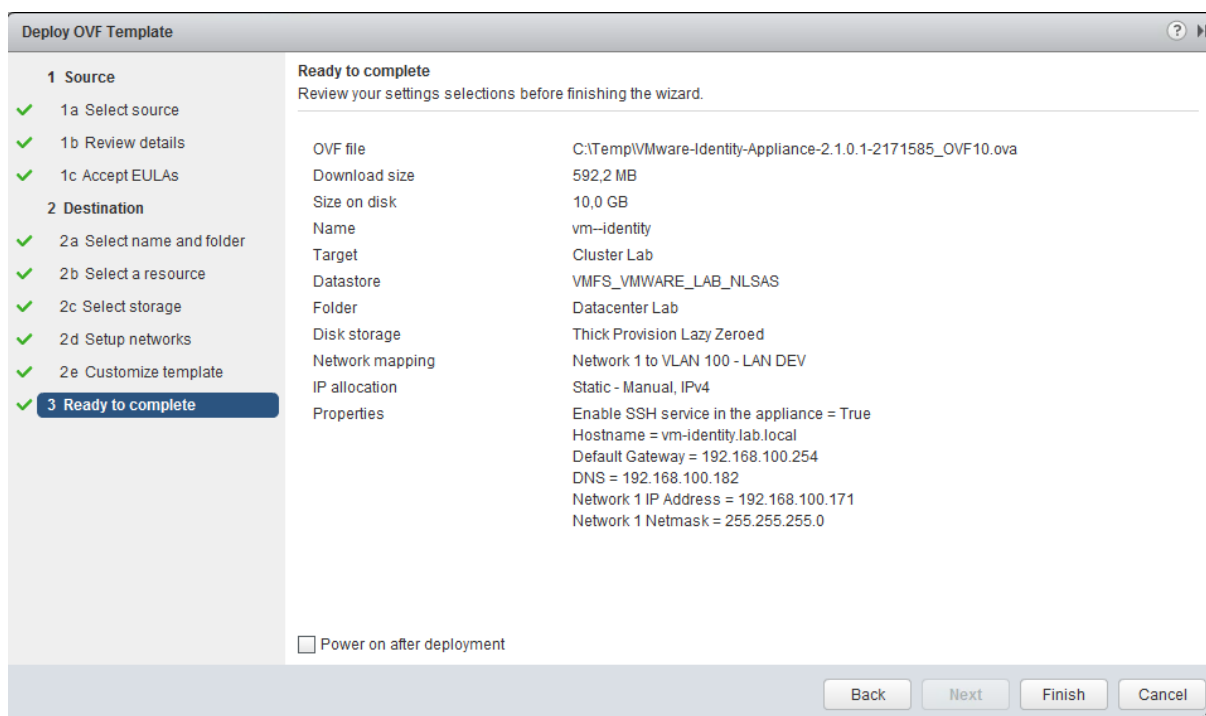 Deploy OVF Template
?
1 Source
1a Select source
1b Review details
1c Accept EULAs
2 Destination
2a Select name and folder
2b Select a resource
2c Select storage
2d Setup networks
2e Customize template
3 Ready to complete
Ready to complete
Review your settings selections before finishing the wizard.
OVF file C:\Temp\VMware-Identity-Appliance-2.1.0.1-2171585_OVF10.ova
Download size 592,2 MB
Size on disk 10,0 GB
Name vm--identity
Target Cluster Lab
Datastore VMFS_VMWARE_LAB_NLSAS
Folder Datacenter Lab
Disk storage Thick Provision Lazy Zeroed
Network mapping Network 1 to VLAN 100 - LAN DEV
IP allocation Static - Manual, IPv4
Properties Enable SSH service in the appliance = True
Hostname = vm-identity.lab.local
Default Gateway = 192.168.100.254
DNS = 192.168.100.182
Network 1 IP Address = 192.168.100.171
Network 1 Netmask = 255.255.255.0
Power on after deployment
Back Next Finish Cancel